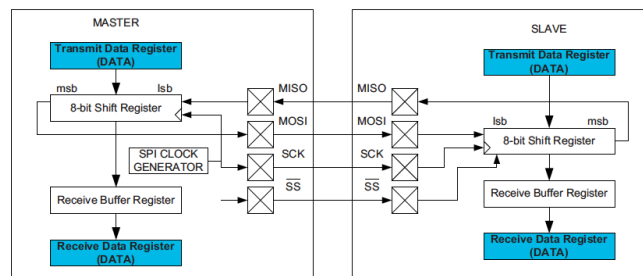 MASTER
Transmit Data Register
(DATA)
msb
lsb
8-bit Shift Register
SPI CLOCK
GENERATOR
Receive Buffer Register
Receive Data Register
(DATA)
MISO
MOSI
SCK
SS
MISO
MOSI
SCK
SS
SLAVE
Transmit Data Register
(DATA)
lsb
msb
8-bit Shift Register
Receive Buffer Register
Receive Data Register
(DATA)